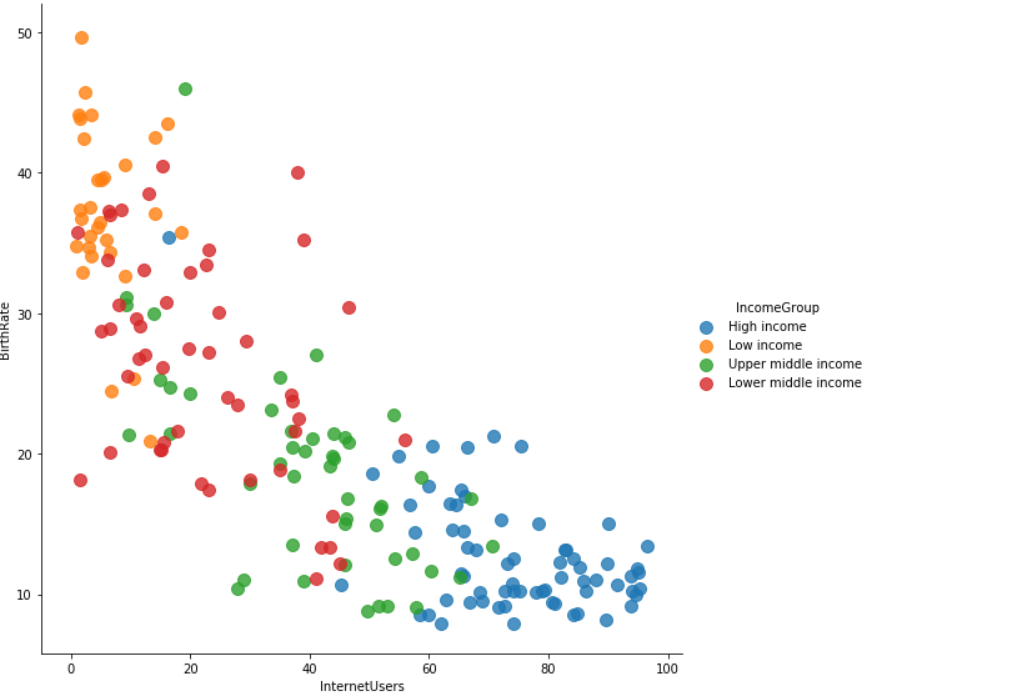 50
40
30
20
10
BirthRate
0 20 40 60 80 100
InternetUsers
IncomeGroup
High income
Low income
Upper middle income
Lower middle income